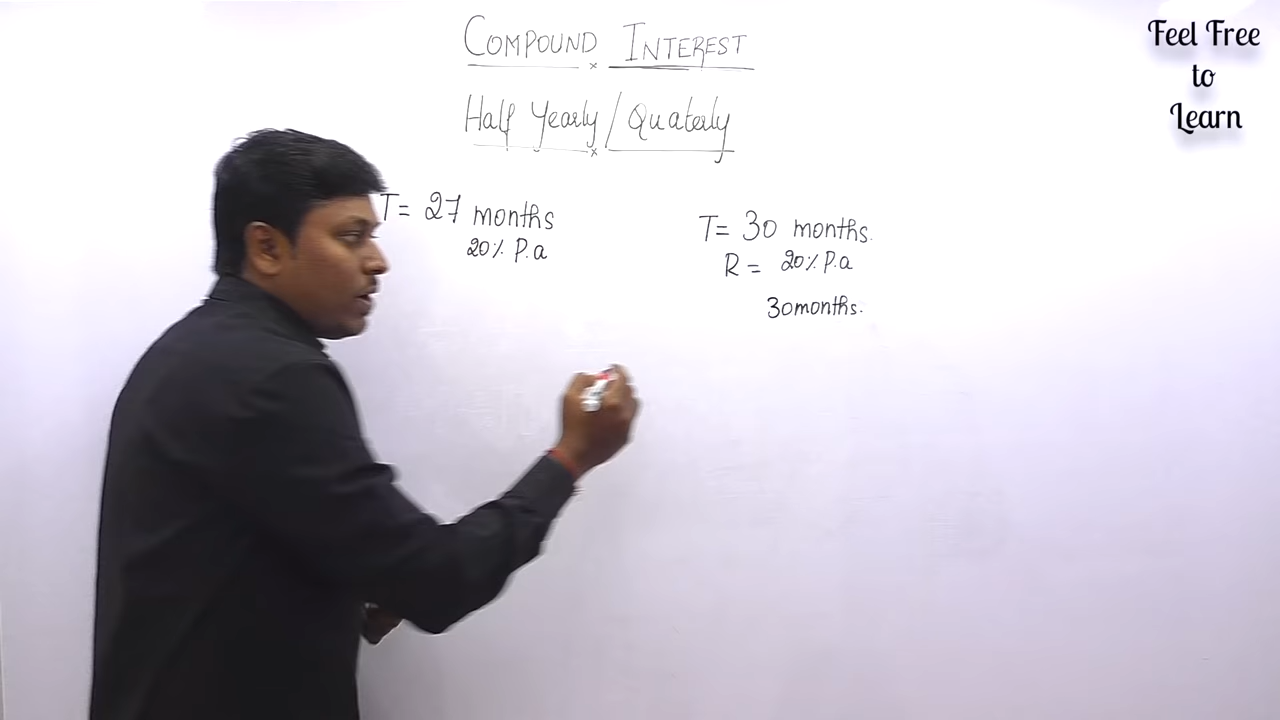 COMPOUND INTEREST
Half Yearly / Quaterly
T = 27 months
20% P.a
T = 30 months.
R = 20% P.a
30months.
Feel Free
to
Learn